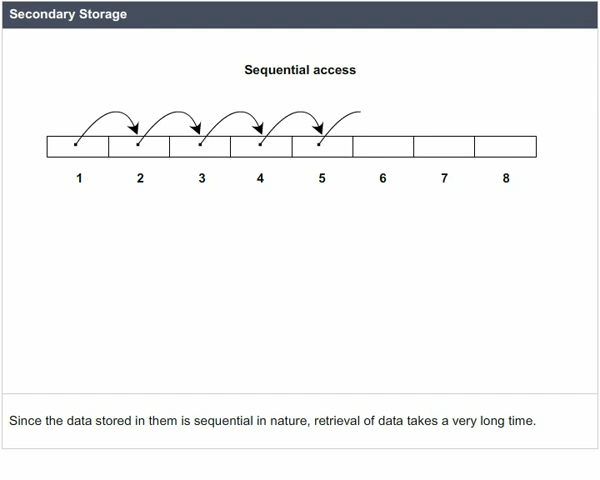 Secondary Storage
Sequential access
1 2 3 4 5 6 7 8
Since the data stored in them is sequential in nature, retrieval of data takes a very long time.